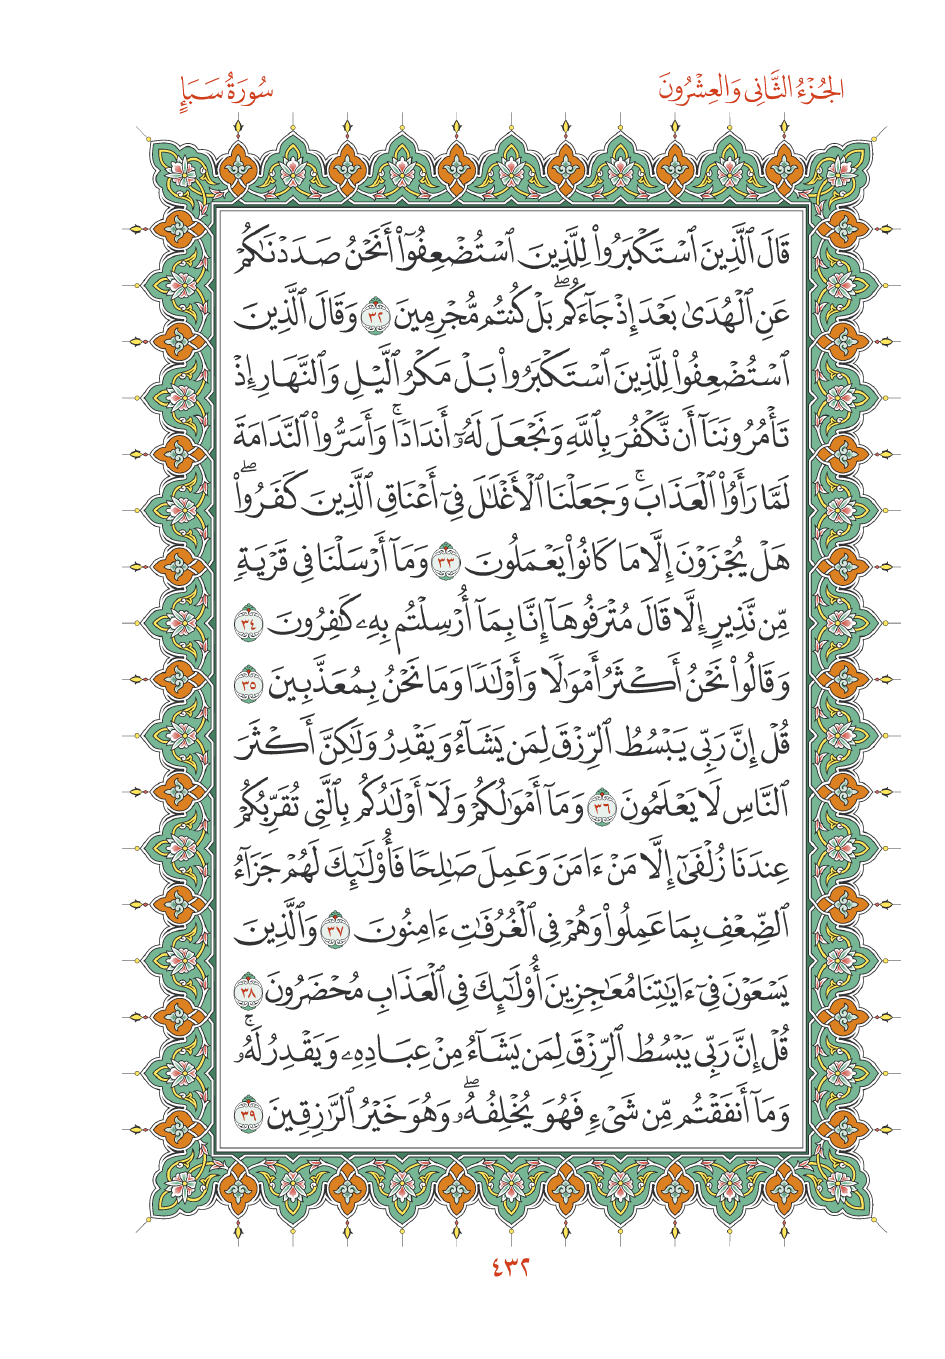 الجُزْءُ الثَّانِي وَالعِشْرُونَ
سُورَةُ سَبَإٍ
قَالَ ٱلَّذِينَ ٱسْتَكْبَرُوا۟ لِلَّذِينَ ٱسْتُضْعِفُوٓا۟ أَنَحْنُ صَدَدْنَٰكُمْ
عَنِ ٱلْهُدَىٰ بَعْدَ إِذْ جَآءَكُم ۖ بَلْ كُنتُم مُّجْرِمِينَ ٣٢ وَقَالَ ٱلَّذِينَ
ٱسْتُضْعِفُوا۟ لِلَّذِينَ ٱسْتَكْبَرُوا۟ بَلْ مَكْرُ ٱلَّيْلِ وَٱلنَّهَارِ إِذْ
تَأْمُرُونَنَآ أَن نَّكْفُرَ بِٱللَّهِ وَنَجْعَلَ لَهُۥٓ أَندَادًا ۚ وَأَسَرُّوا۟ ٱلنَّدَامَةَ
لَمَّا رَأَوُا۟ ٱلْعَذَابَ ۚ وَجَعَلْنَا ٱلْأَغْلَٰلَ فِىٓ أَعْنَاقِ ٱلَّذِينَ كَفَرُوا۟ ۖ
هَلْ يُجْزَوْنَ إِلَّا مَا كَانُوا۟ يَعْمَلُونَ ٣٣ وَمَآ أَرْسَلْنَا فِى قَرْيَةٍ
مِّن نَّذِيرٍ إِلَّا قَالَ مُتْرَفُوهَآ إِنَّا بِمَآ أُرْسِلْتُم بِهِۦ كَٰفِرُونَ ٣٤
وَقَالُوا۟ نَحْنُ أَكْثَرُ أَمْوَٰلًا وَأَوْلَٰدًا وَمَا نَحْنُ بِمُعَذَّبِينَ ٣٥
قُلْ إِنَّ رَبِّى يَبْسُطُ ٱلرِّزْقَ لِمَن يَشَآءُ وَيَقْدِرُ وَلَٰكِنَّ أَكْثَرَ
ٱلنَّاسِ لَا يَعْلَمُونَ ٣٦ وَمَآ أَمْوَٰلُكُمْ وَلَآ أَوْلَٰدُكُم بِٱلَّتِى تُقَرِّبُكُمْ
عِندَنَا زُلْفَىٰٓ إِلَّا مَنْ ءَامَنَ وَعَمِلَ صَٰلِحًا فَأُو۟لَٰٓئِكَ لَهُمْ جَزَآءُ
ٱلضِّعْفِ بِمَا عَمِلُوا۟ وَهُمْ فِى ٱلْغُرُفَٰتِ ءَامِنُونَ ٣٧ وَٱلَّذِينَ
يَسْعَوْنَ فِىٓ ءَايَٰتِنَا مُعَٰجِزِينَ أُو۟لَٰٓئِكَ فِى ٱلْعَذَابِ مُحْضَرُونَ ٣٨
قُلْ إِنَّ رَبِّى يَبْسُطُ ٱلرِّزْقَ لِمَن يَشَآءُ مِنْ عِبَادِهِۦ وَيَقْدِرُ لَهُۥ ۚ
وَمَآ أَنفَقْتُم مِّن شَىْءٍ فَهُوَ يُخْلِفُهُۥ ۖ وَهُوَ خَيْرُ ٱلرَّٰزِقِينَ ٣٩
٤٣٢